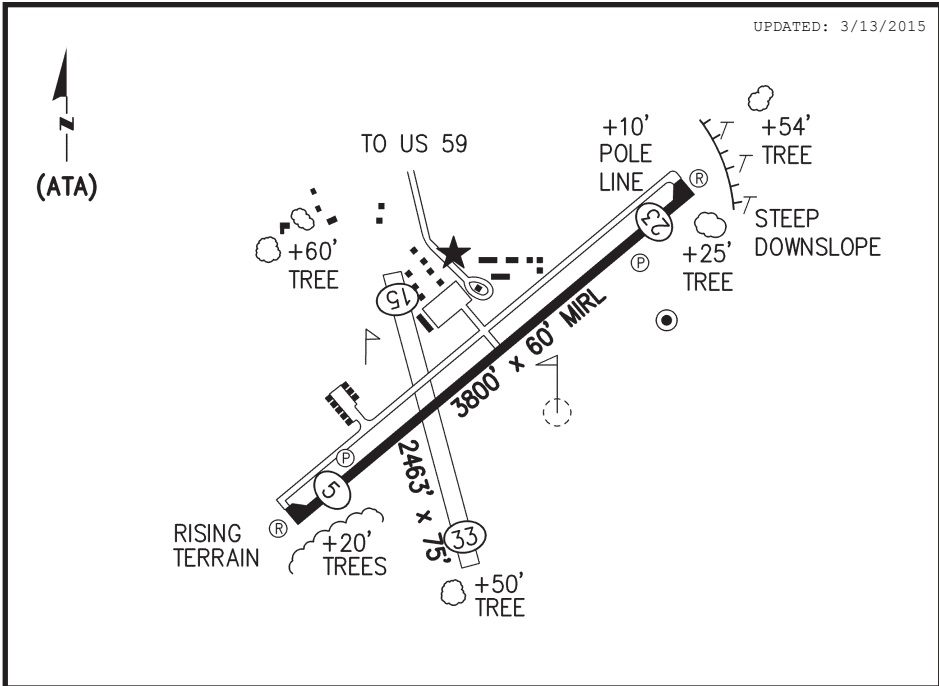 UPDATED: 3/13/2015
N
(ATA)
TO US 59
+10'
POLE
LINE
+54'
TREE
R
+60'
TREE
23
STEEP
DOWNSLOPE
P
+25'
TREE
15
3800' x 60' MIRL
2463' x 75'
P
5
R
RISING
TERRAIN
+20'
TREES
33
+50'
TREE